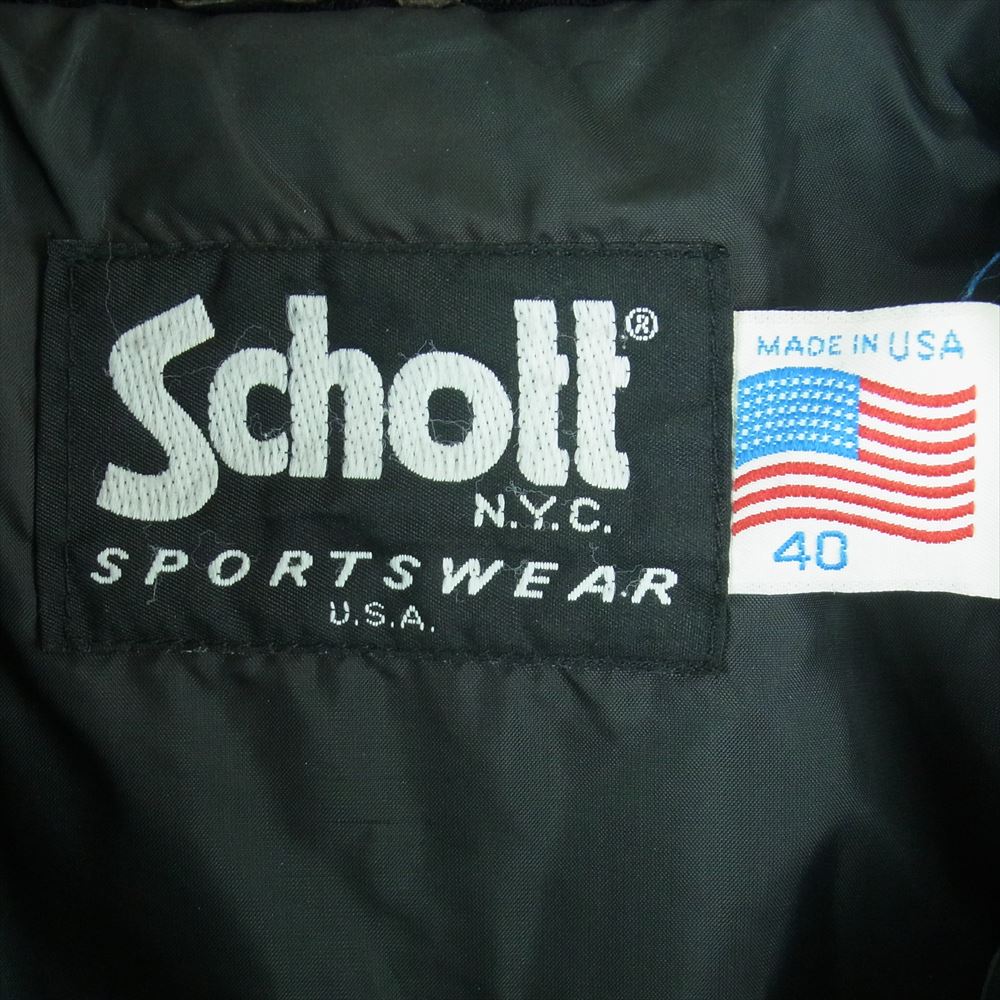 Schott®
N.Y.C.
SPORTSWEAR
U.S.A.
MADE IN USA
40